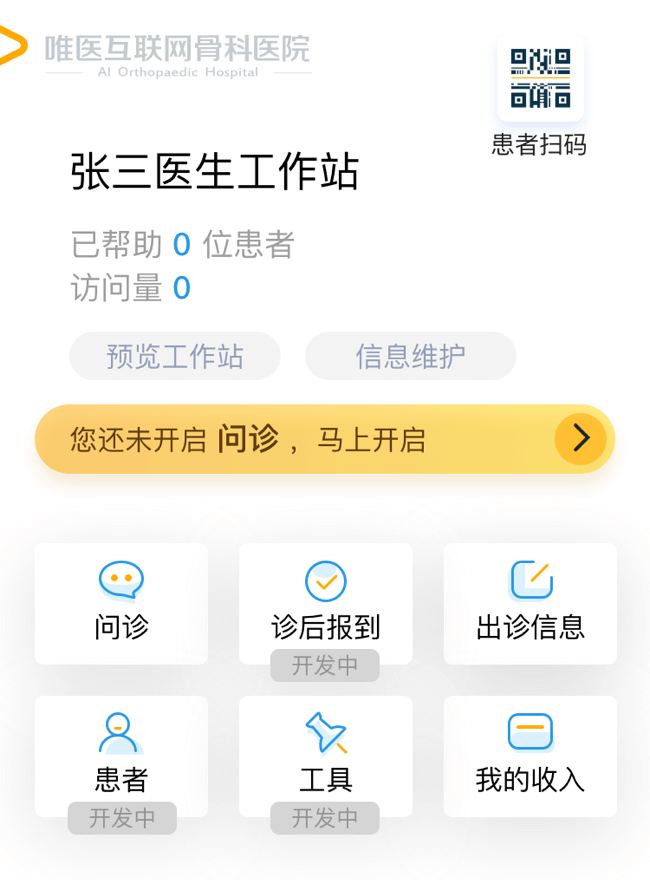 唯医互联网骨科医院
AI Orthopaedic Hospital
患者扫码
张三医生工作站
已帮助 0 位患者
访问量 0
预览工作站 信息维护
您还未开启 问诊 ，马上开启
问诊 诊后报到 出诊信息
开发中
患者 工具 我的收入
开发中 开发中